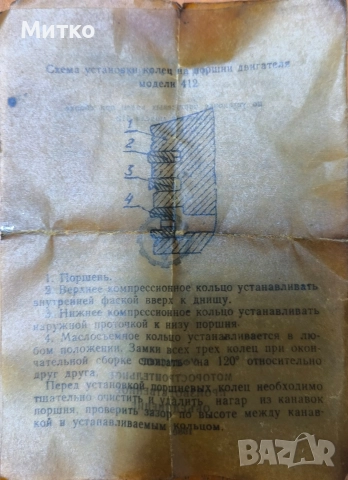 Митко
Схема установки колец на поршни двигателя
модели 412
1
2
3
4
1. Поршень.
2. Верхнее компрессионное кольцо устанавливать
внутренней фаской вверх к днищу.
3. Нижнее компрессионное кольцо устанавливать
наружной проточкой к низу поршня.
4. Маслосъемное кольцо устанавливается в лю-
бом положении. Замки всех трех колец при окон-
чательной сборке на 120° относительно
друг друга.
Перед установкой поршневых колец необходимо
тщательно очистить и удалить нагар из канавок
поршня, проверить зазор по высоте между канав-
кой и устанавливаемым кольцом.
bazar.bg